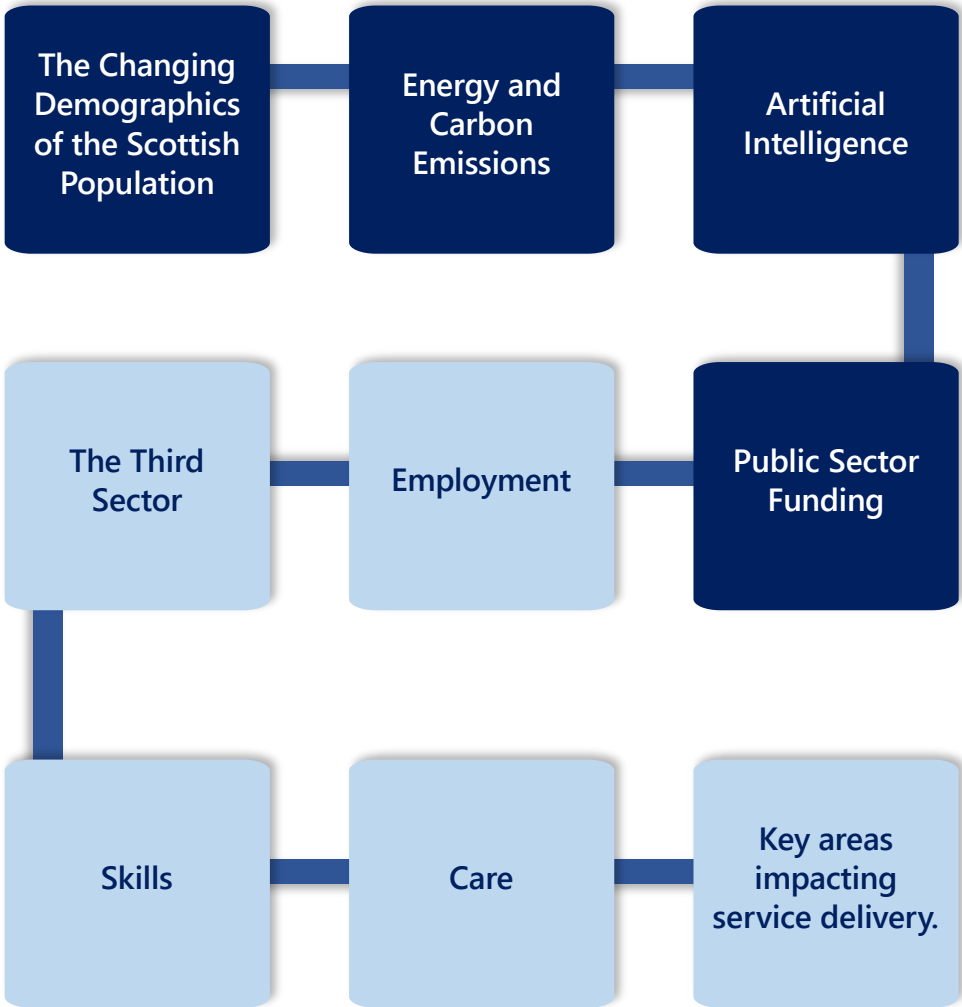 The Changing
Demographics
of the Scottish
Population
Energy and
Carbon
Emissions
Artificial
Intelligence
The Third
Sector
Employment
Public Sector
Funding
Skills
Care
Key areas
impacting
service delivery.